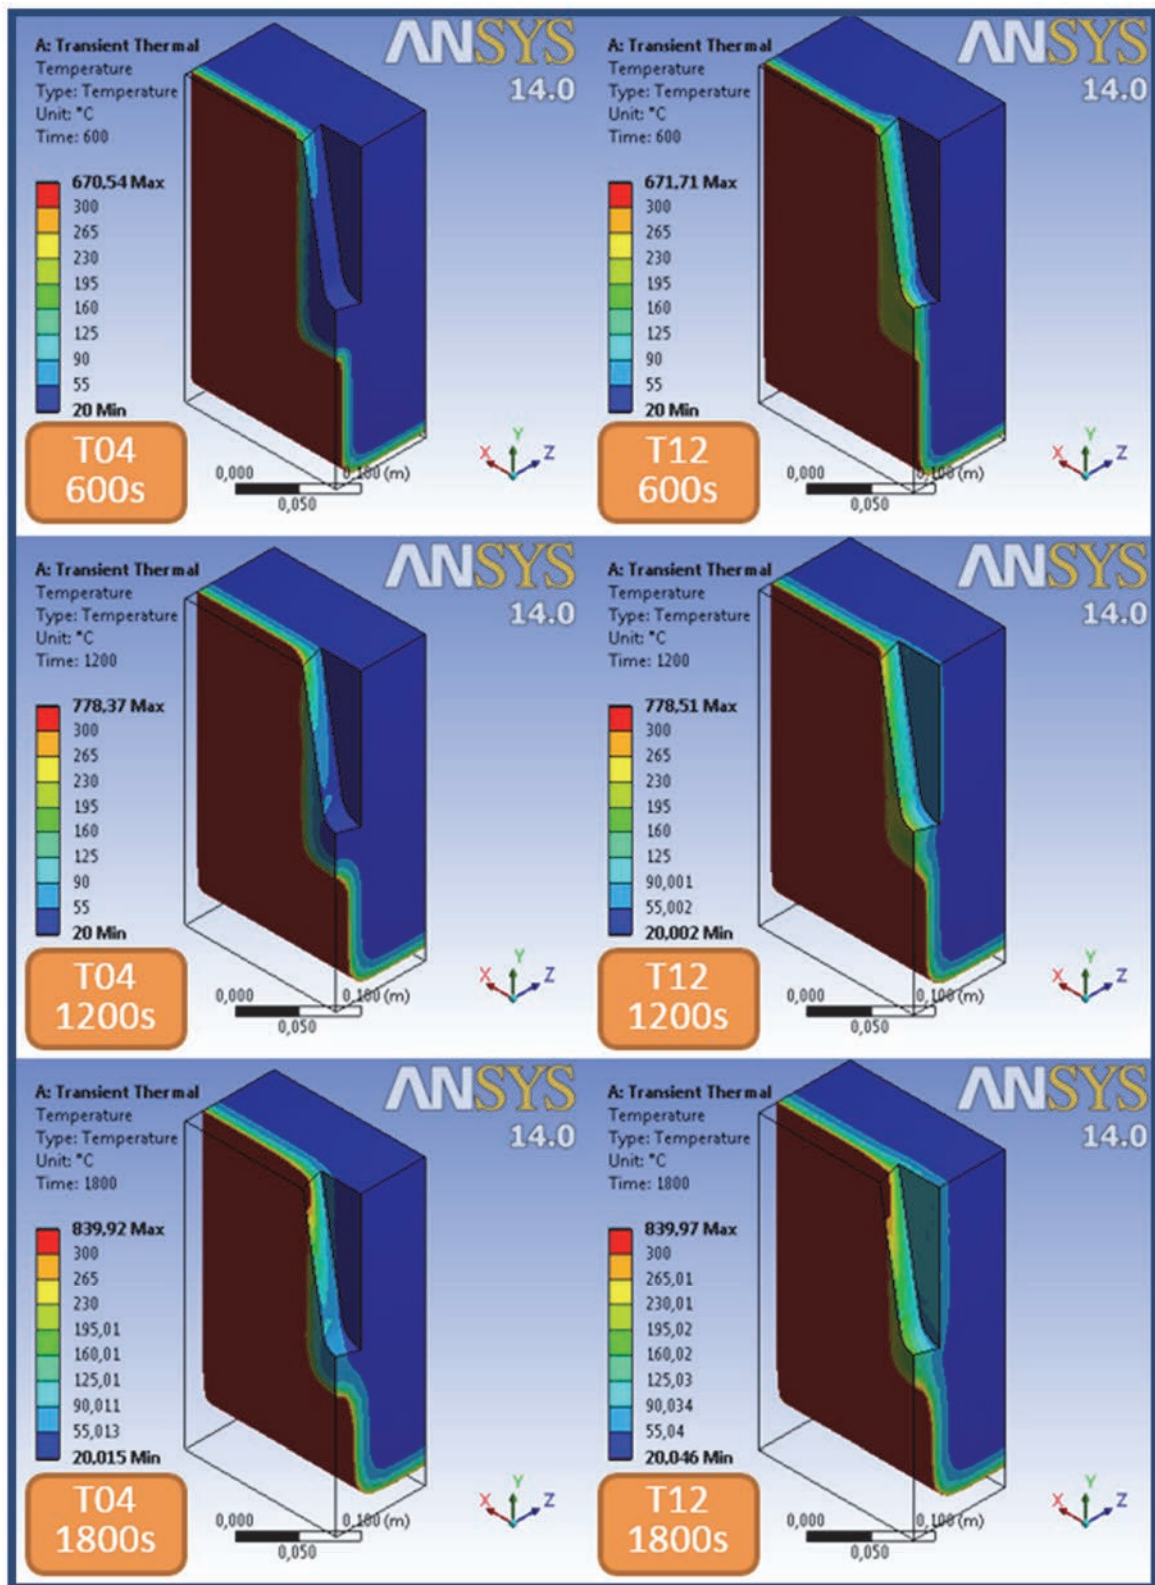 A: Transient Thermal
Temperature
Type: Temperature
Unit: °C
Time: 600
ANSYS
14.0
670,54 Max
300
265
230
195
160
125
90
55
20 Min
T04
600s
0,000
0,100 (m)
0,050
X
Y
Z
A: Transient Thermal
Temperature
Type: Temperature
Unit: °C
Time: 600
ANSYS
14.0
671,71 Max
300
265
230
195
160
125
90
55
20 Min
T12
600s
0,000
0,100 (m)
0,050
X
Y
Z
A: Transient Thermal
Temperature
Type: Temperature
Unit: °C
Time: 1200
ANSYS
14.0
778,37 Max
300
265
230
195
160
125
90
55
20 Min
T04
1200s
0,000
0,100 (m)
0,050
X
Y
Z
A: Transient Thermal
Temperature
Type: Temperature
Unit: °C
Time: 1200
ANSYS
14.0
778,51 Max
300
265
230
195
160
125
90,001
55,002
20,002 Min
T12
1200s
0,000
0,100 (m)
0,050
X
Y
Z
A: Transient Thermal
Temperature
Type: Temperature
Unit: °C
Time: 1800
ANSYS
14.0
839,92 Max
300
265
230
195,01
160,01
125,01
90,011
55,013
20,015 Min
T04
1800s
0,000
0,100 (m)
0,050
X
Y
Z
A: Transient Thermal
Temperature
Type: Temperature
Unit: °C
Time: 1800
ANSYS
14.0
839,97 Max
300
265,01
230,01
195,02
160,02
125,03
90,034
55,04
20,046 Min
T12
1800s
0,000
0,100 (m)
0,050
X
Y
Z